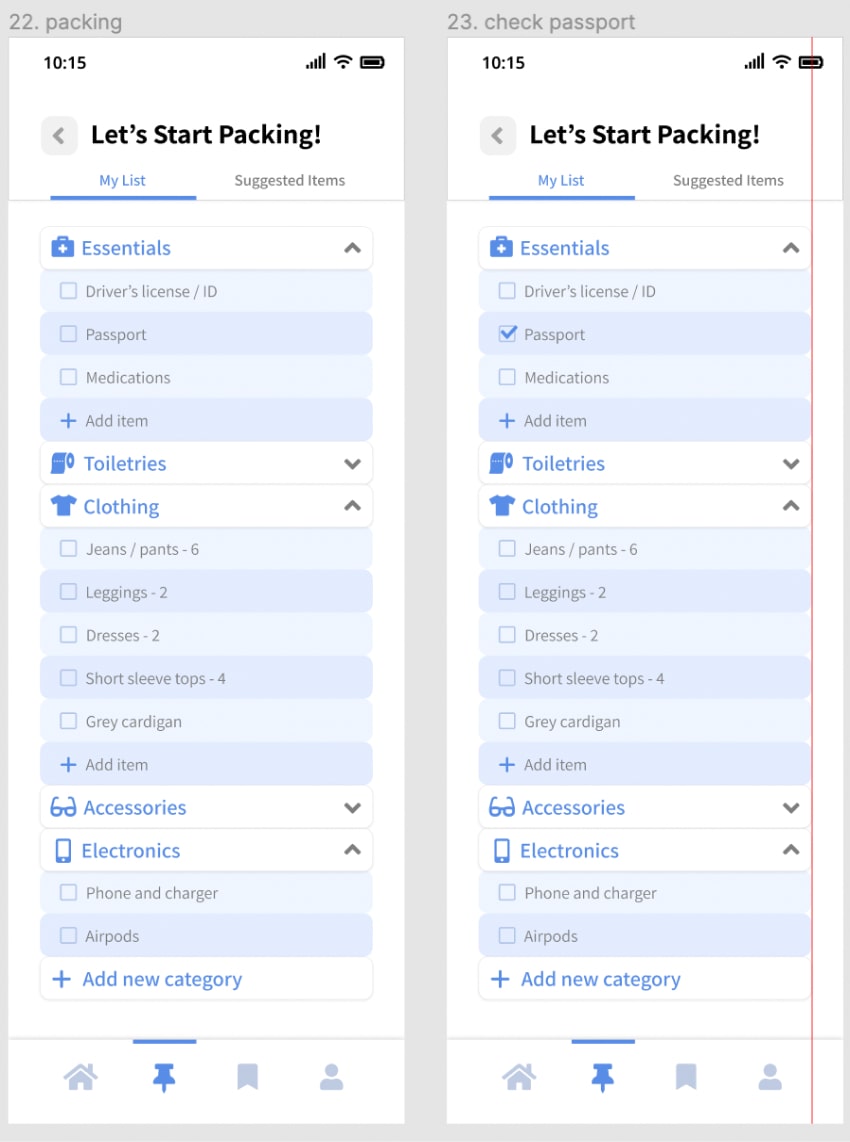 22. packing
10:15
Let's Start Packing!
My List Suggested Items
Essentials
Driver's license / ID
Passport
Medications
Add item
Toiletries
Clothing
Jeans / pants - 6
Leggings - 2
Dresses - 2
Short sleeve tops - 4
Grey cardigan
Add item
Accessories
Electronics
Phone and charger
Airpods
Add new category
23. check passport
10:15
Let's Start Packing!
My List Suggested Items
Essentials
Driver's license / ID
Passport
Medications
Add item
Toiletries
Clothing
Jeans / pants - 6
Leggings - 2
Dresses - 2
Short sleeve tops - 4
Grey cardigan
Add item
Accessories
Electronics
Phone and charger
Airpods
Add new category